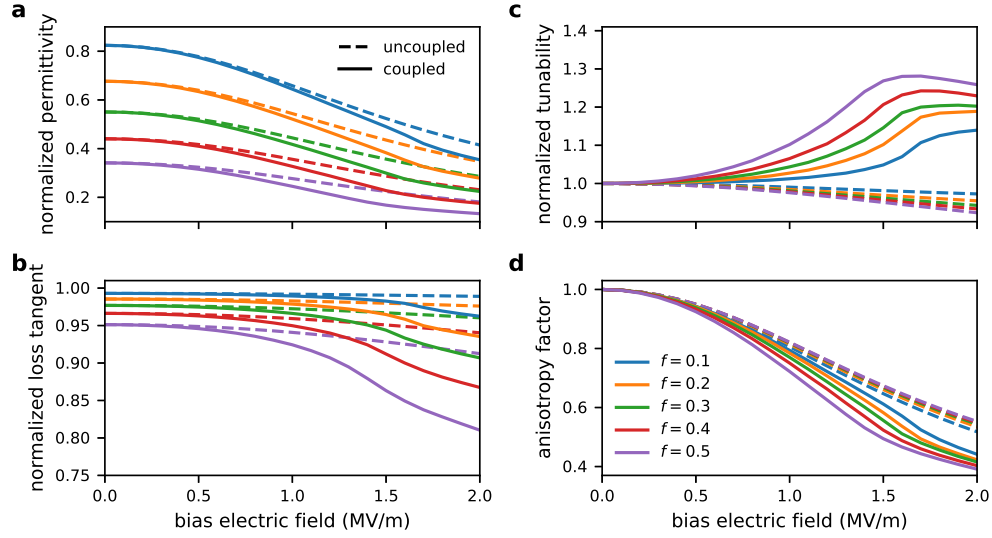 a
normalized permittivity
0.8
0.6
0.4
0.2
uncoupled
coupled
c
normalized tunability
1.4
1.3
1.2
1.1
1.0
0.9
b
normalized loss tangent
1.00
0.95
0.90
0.85
0.80
0.75
0.0 0.5 1.0 1.5 2.0
bias electric field (MV/m)
d
anisotropy factor
1.0
0.8
0.6
0.4
f = 0.1
f = 0.2
f = 0.3
f = 0.4
f = 0.5
0.0 0.5 1.0 1.5 2.0
bias electric field (MV/m)